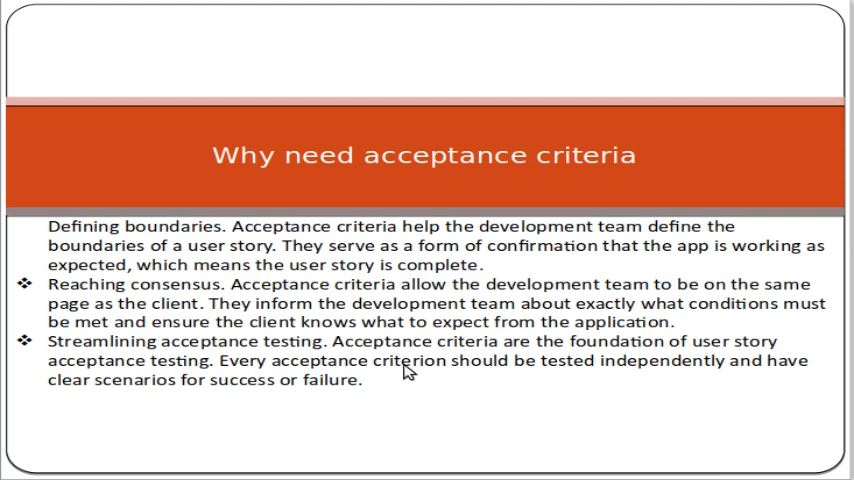 Why need acceptance criteria
Defining boundaries. Acceptance criteria help the development team define the
boundaries of a user story. They serve as a form of confirmation that the app is working as
expected, which means the user story is complete.
❖ Reaching consensus. Acceptance criteria allow the development team to be on the same
page as the client. They inform the development team about exactly what conditions must
be met and ensure the client knows what to expect from the application.
❖ Streamlining acceptance testing. Acceptance criteria are the foundation of user story
acceptance testing. Every acceptance criterion should be tested independently and have
clear scenarios for success or failure.